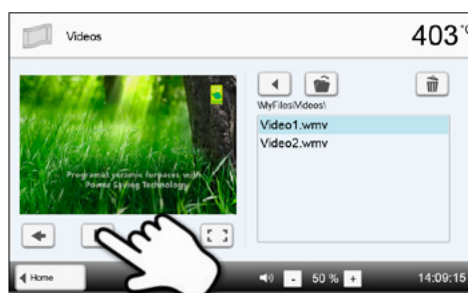 Videos
403 °C
\MyFiles\Videos\
Video1.wmv
Video2.wmv
Programat ceramic furnaces with
Power Saving Technology
Home
- 50 % +
14:09:15